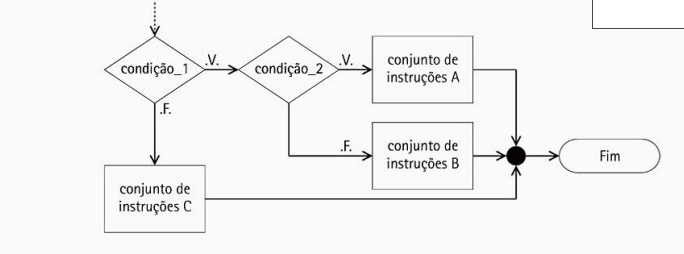 condição_1
.V.
condição_2
.V.
conjunto de
instruções A
.F.
.F.
conjunto de
instruções B
Fim
conjunto de
instruções C